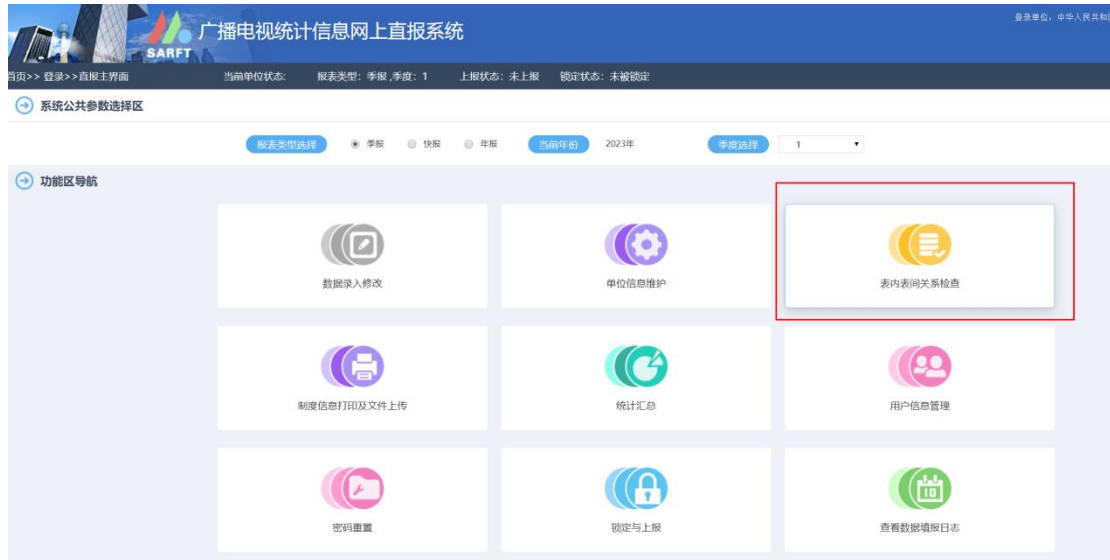 登录单位：中华人民共和
SARFT 广播电视统计信息网上直报系统
首页>> 登录>>直报主界面 当前单位状态: 报表类型: 季报 ,季度: 1 上报状态: 未上报 锁定状态: 未被锁定
系统公共参数选择区
报表类型选择 季报 快报 年报 当前年份 2023年 季度选择 1
功能区导航
数据录入修改 单位信息维护 表内表间关系检查
制度信息打印及文件上传 统计汇总 用户信息管理
密码重置 锁定与上报 查看数据填报日志